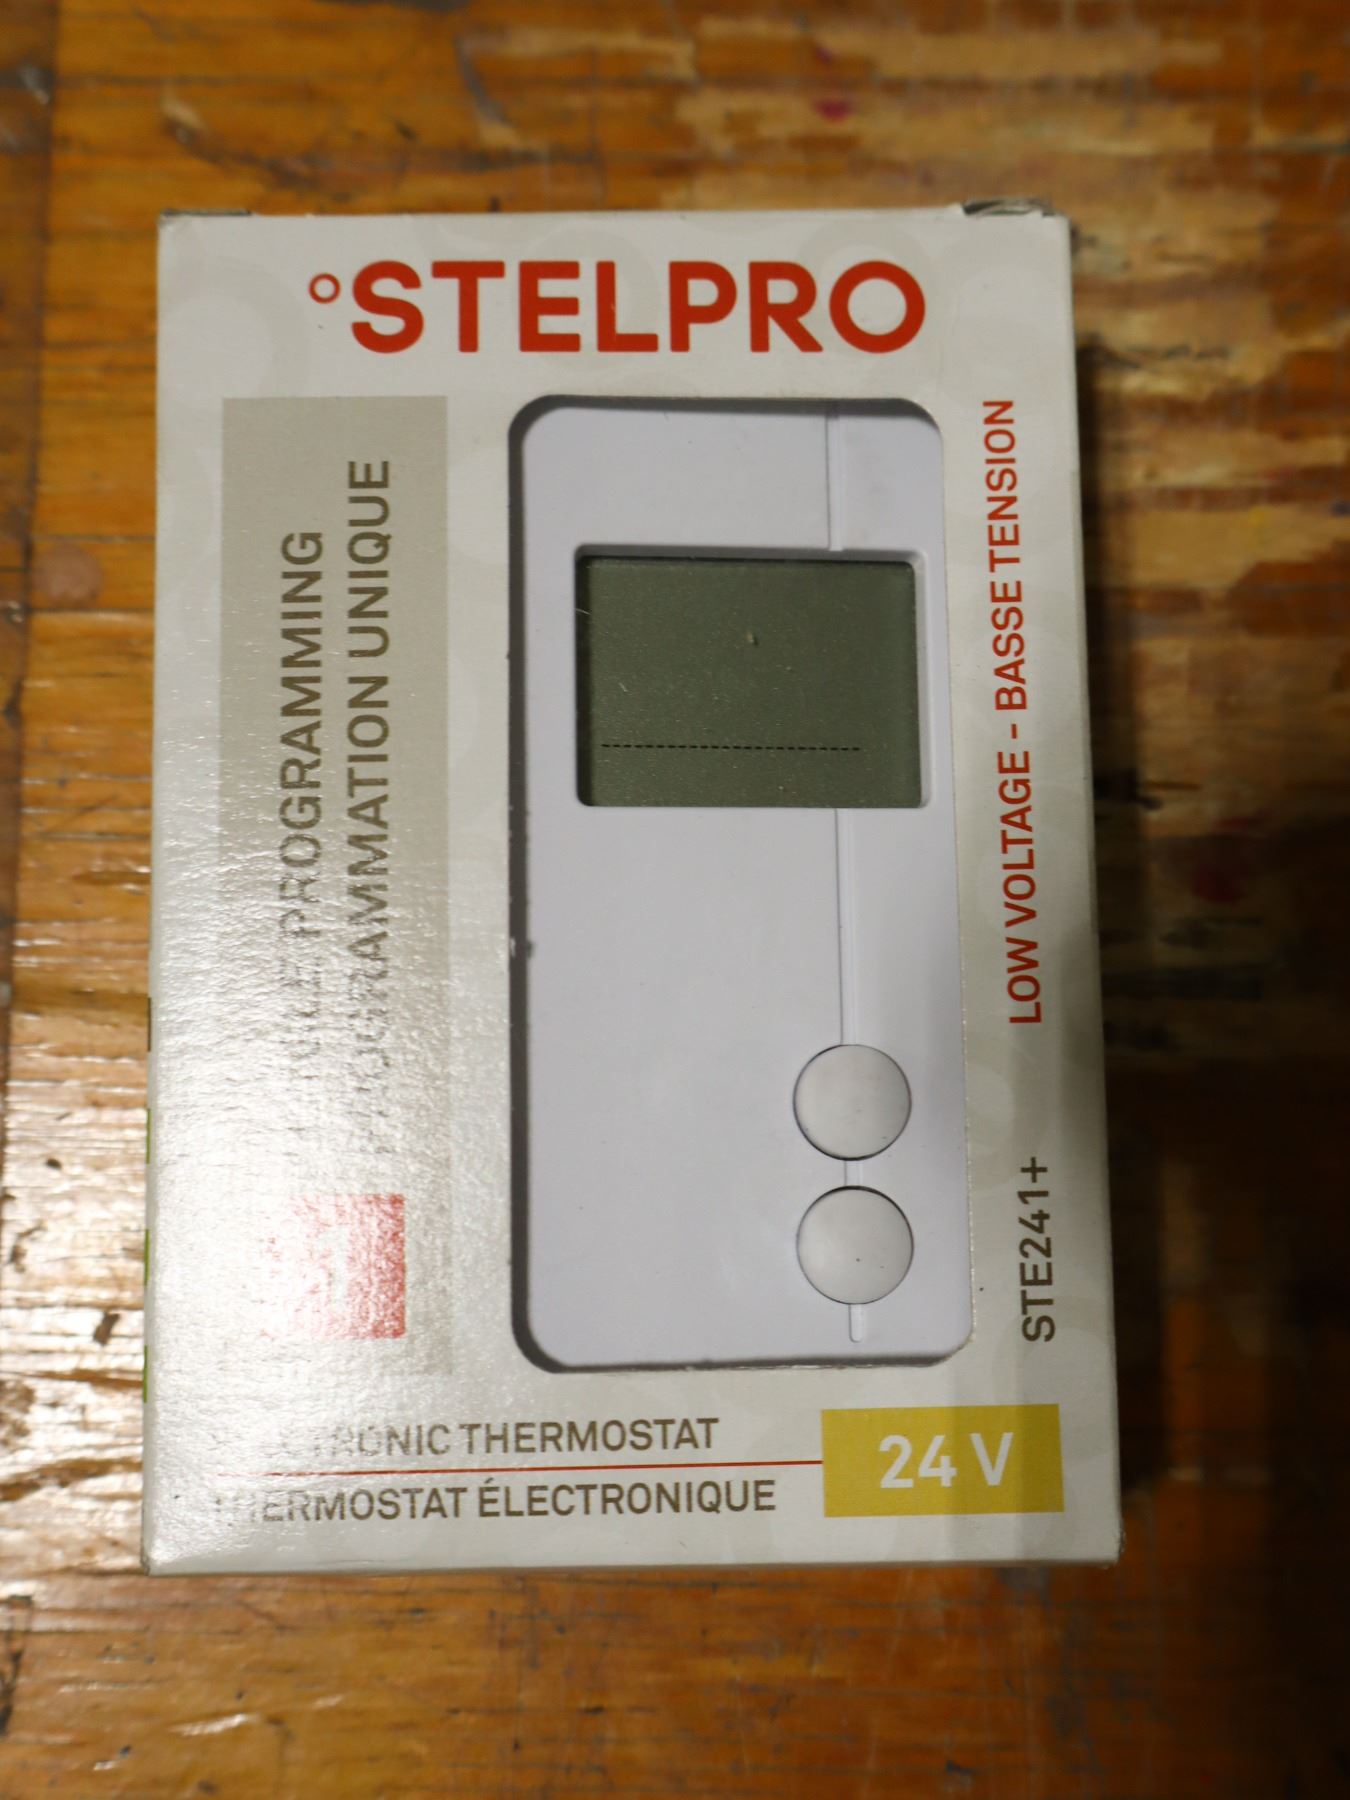 °STELPRO
PROGRAMMING
PROGRAMMATION UNIQUE
LOW VOLTAGE - BASSE TENSION
STE241+
ELECTRONIC THERMOSTAT
THERMOSTAT ÉLECTRONIQUE
24 V